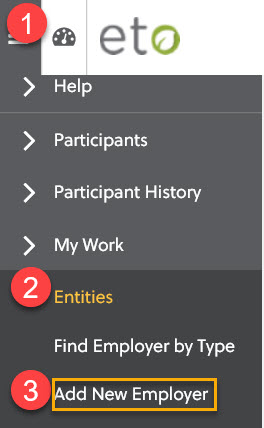 1
eto
Help
Participants
Participant History
My Work
2 Entities
Find Employer by Type
3 Add New Employer